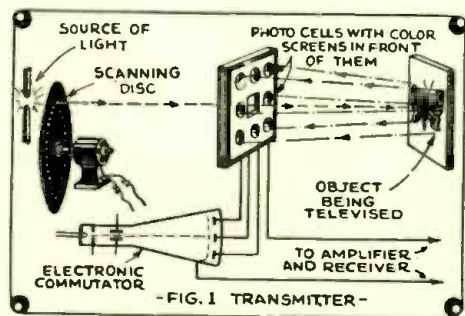 SOURCE OF
LIGHT
SCANNING
DISC
PHOTO CELLS WITH COLOR
SCREENS IN FRONT
OF THEM
OBJECT
BEING
TELEVISED
ELECTRONIC
COMMUTATOR
TO AMPLIFIER
AND RECEIVER
-FIG. 1 TRANSMITTER-